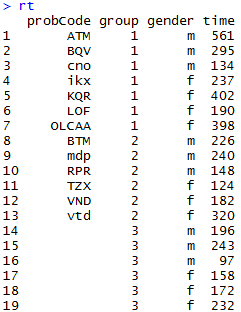 > rt
probCode group gender time
1 ATM 1 m 561
2 BQV 1 m 295
3 cno 1 m 134
4 ikx 1 f 237
5 KQR 1 f 402
6 LOF 1 f 190
7 OLCAA 1 f 398
8 BTM 2 m 226
9 mdp 2 m 240
10 RPR 2 m 148
11 TZX 2 f 124
12 VND 2 f 182
13 vtd 2 f 320
14 3 m 196
15 3 m 243
16 3 m 97
17 3 f 158
18 3 f 172
19 3 f 232